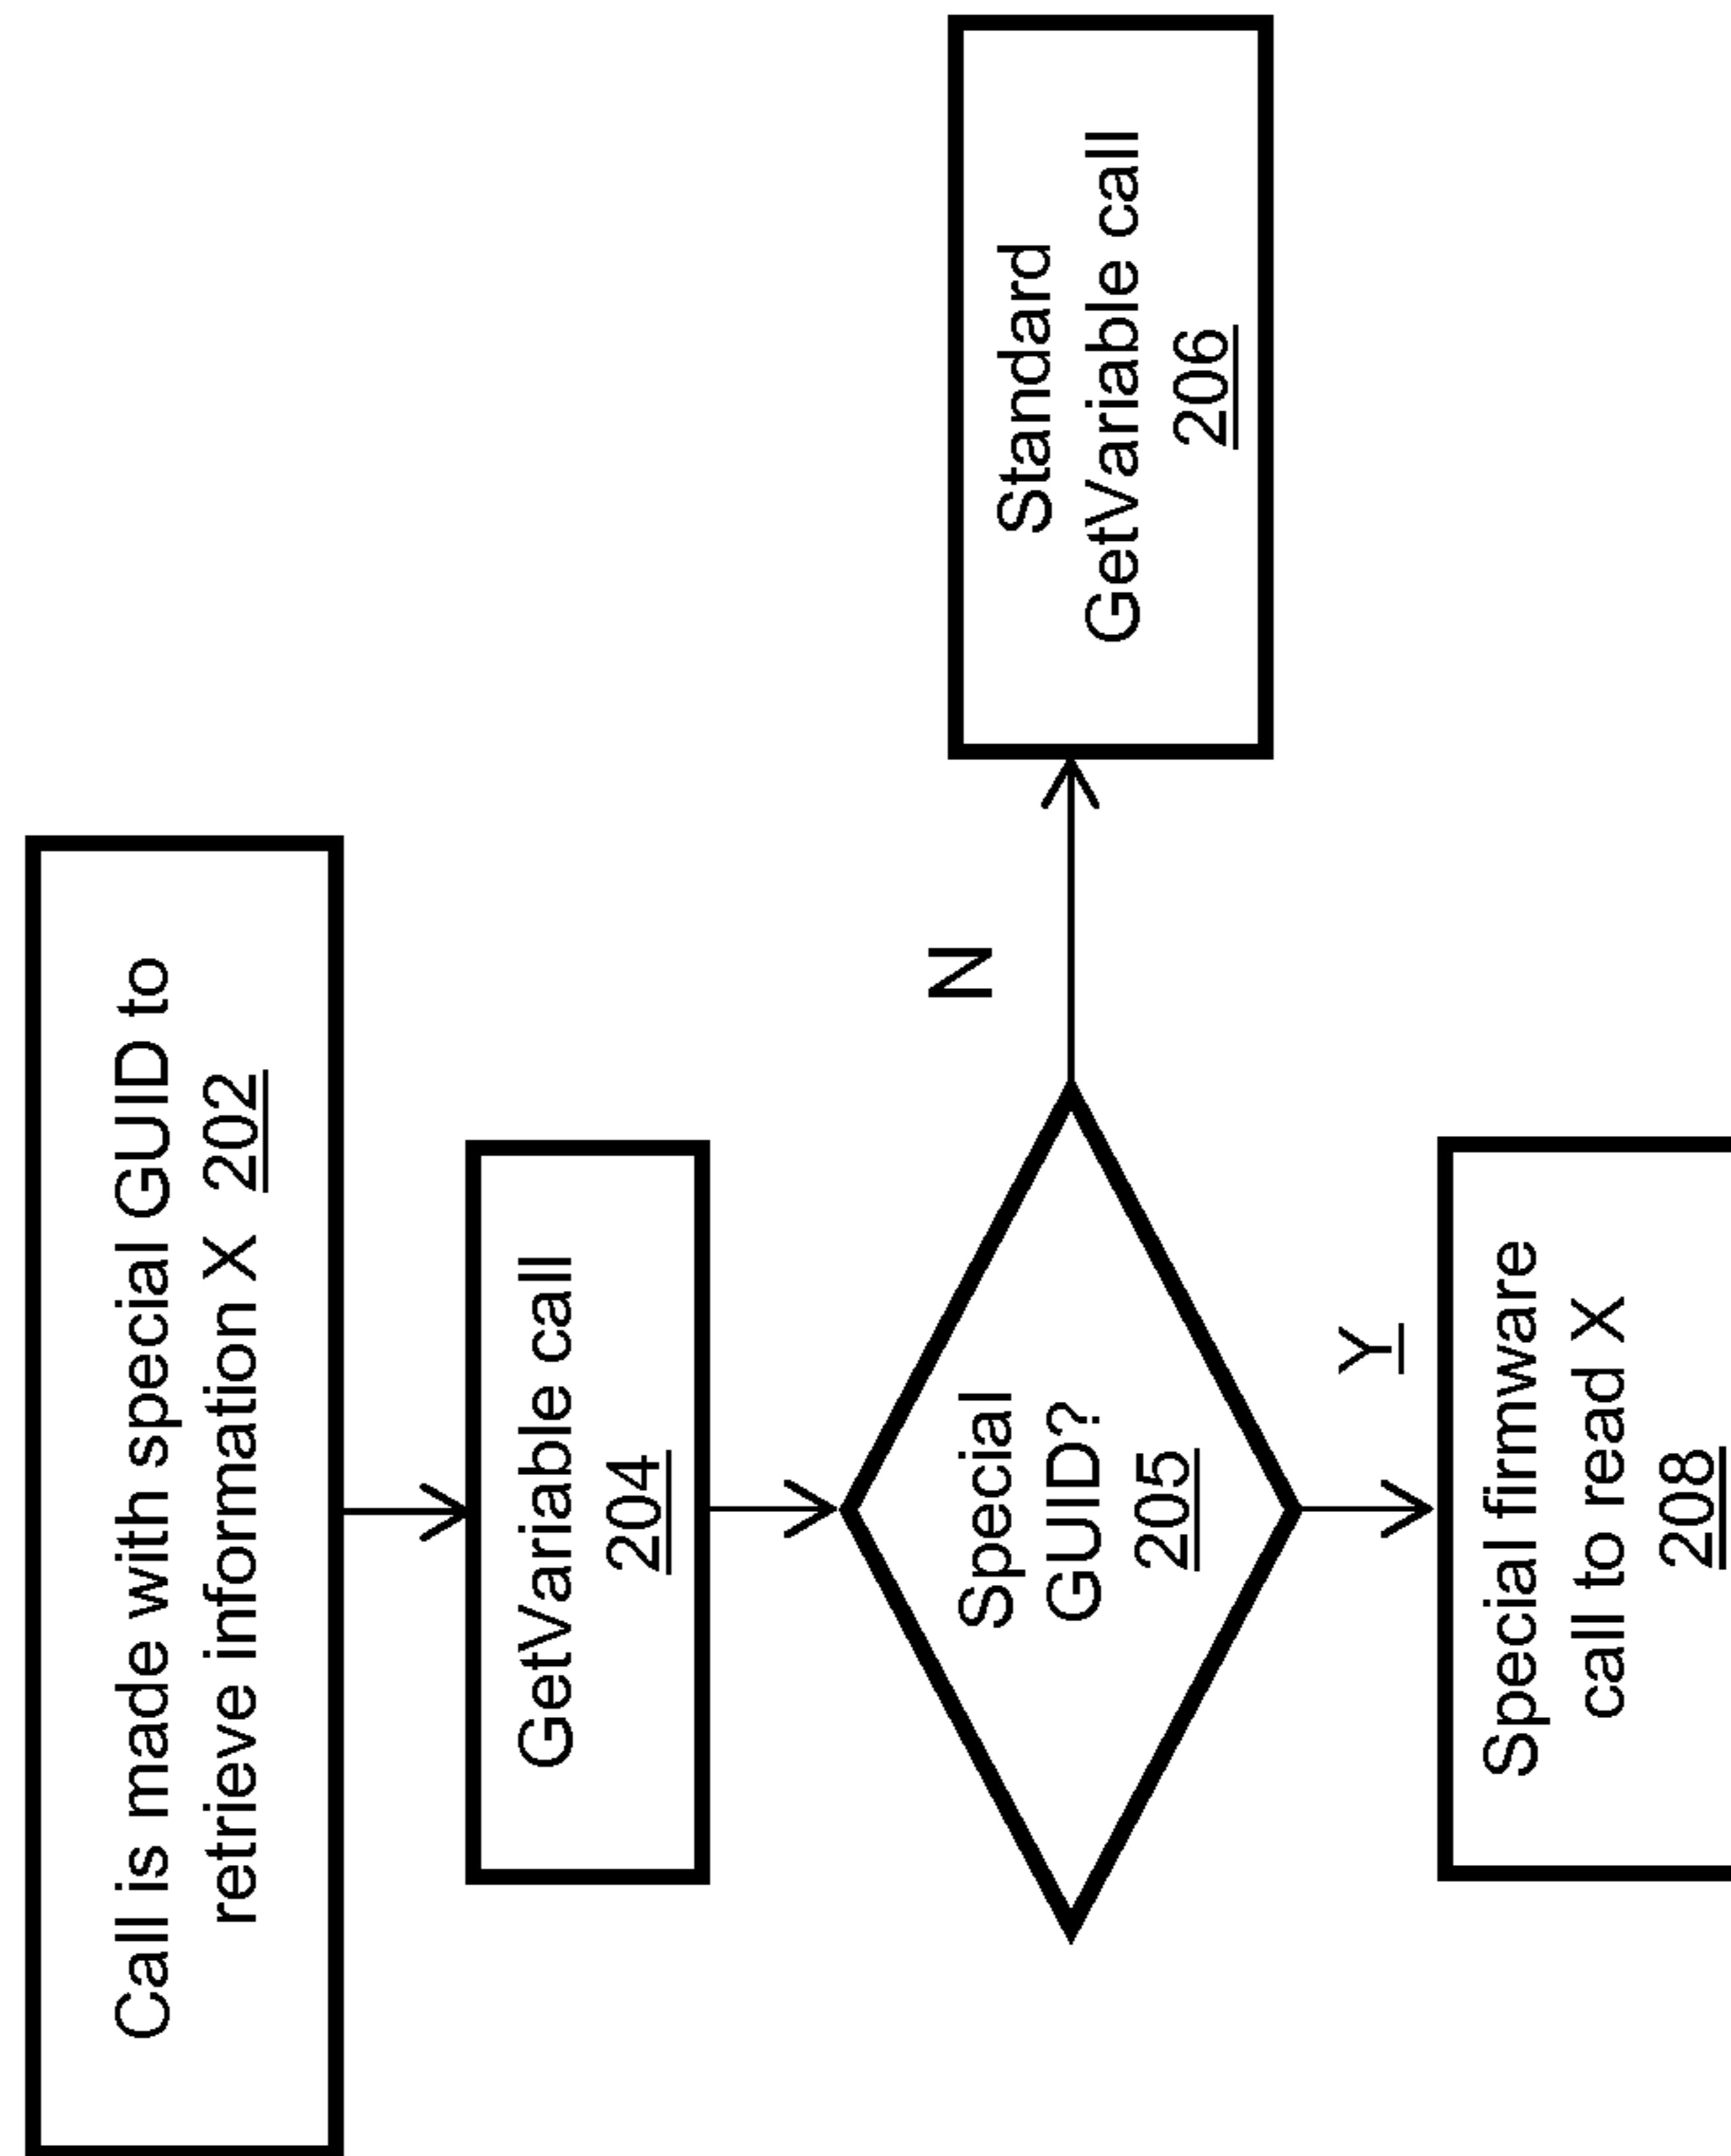 Call is made with special GUID to
retrieve information X 202
GetVariable call
204
Special
GUID?
205
N
Standard
GetVariable call
206
Y
Special firmware
call to read X
208